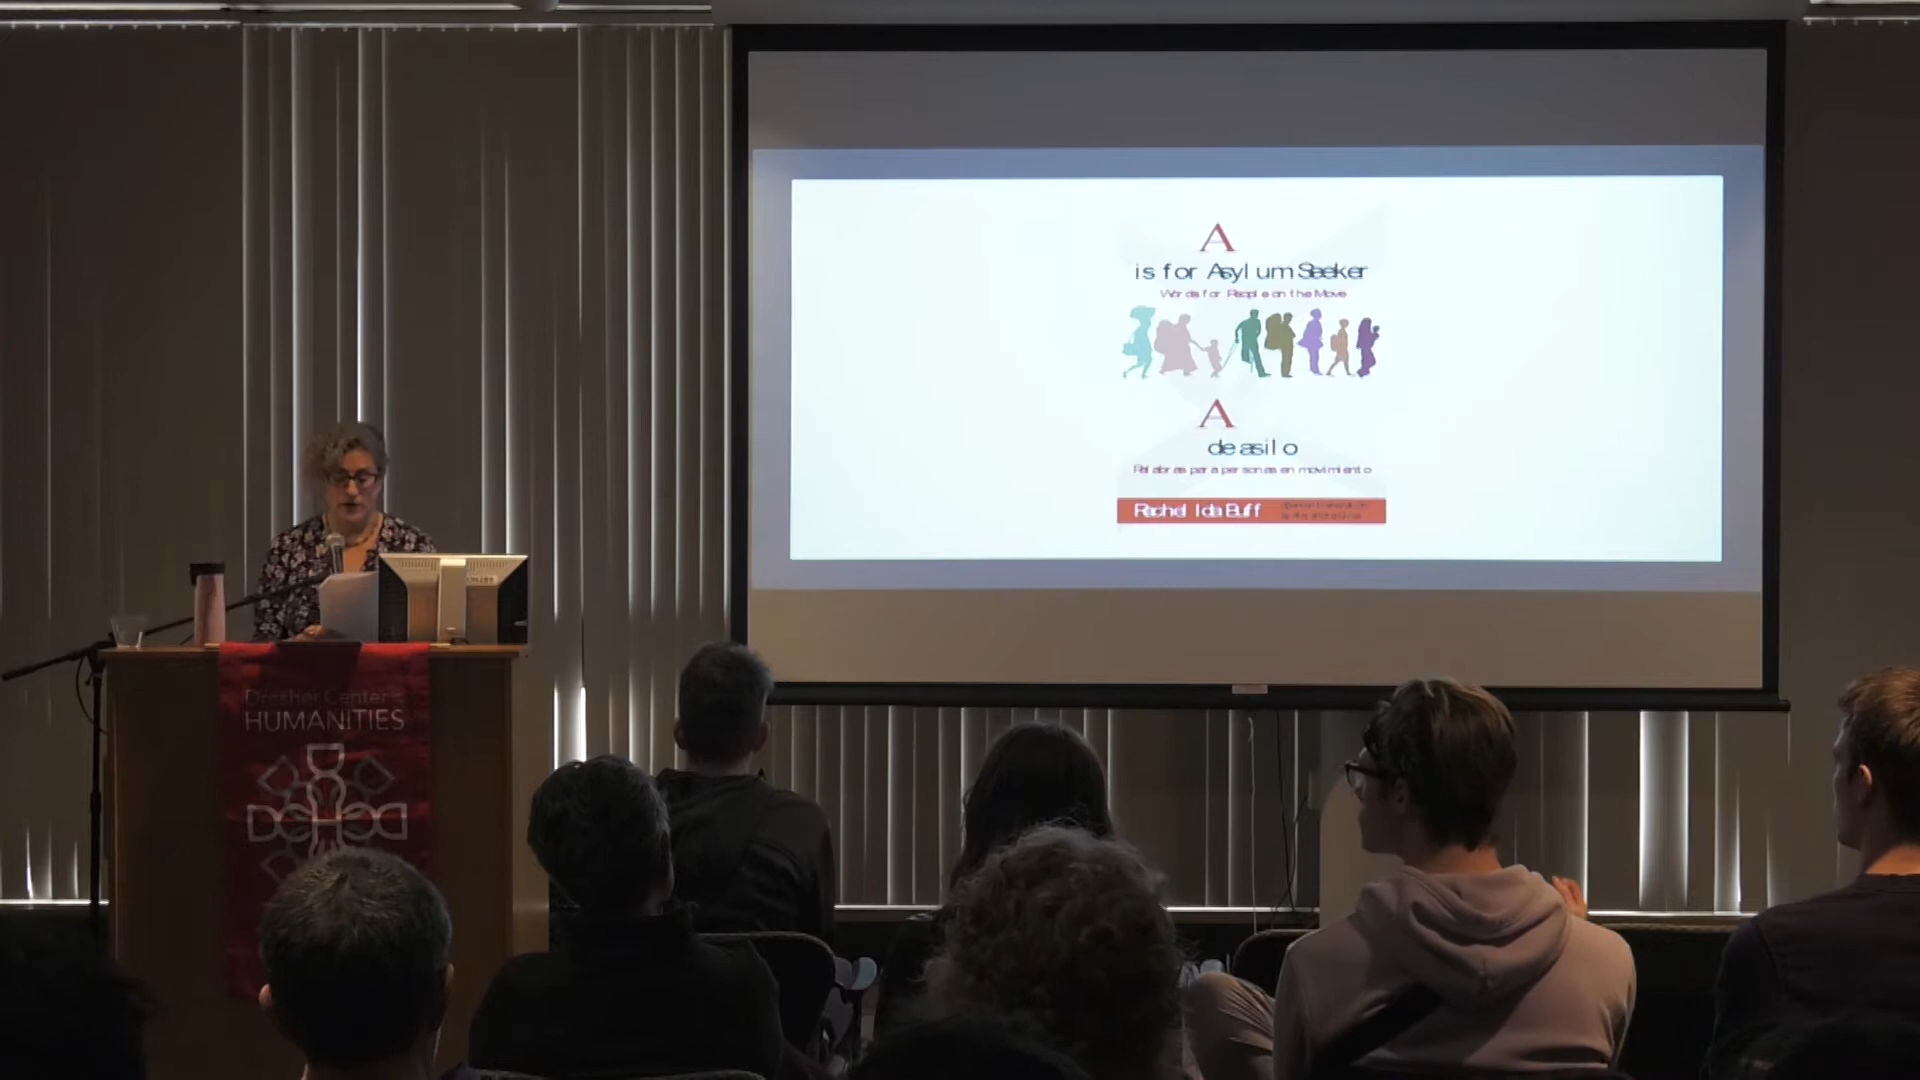 A
is for Asylum Seeker
Words for People on the Move
A
de asilo
Palabras para personas en movimiento
Rachel Ida Buff
Dresher Center
HUMANITIES